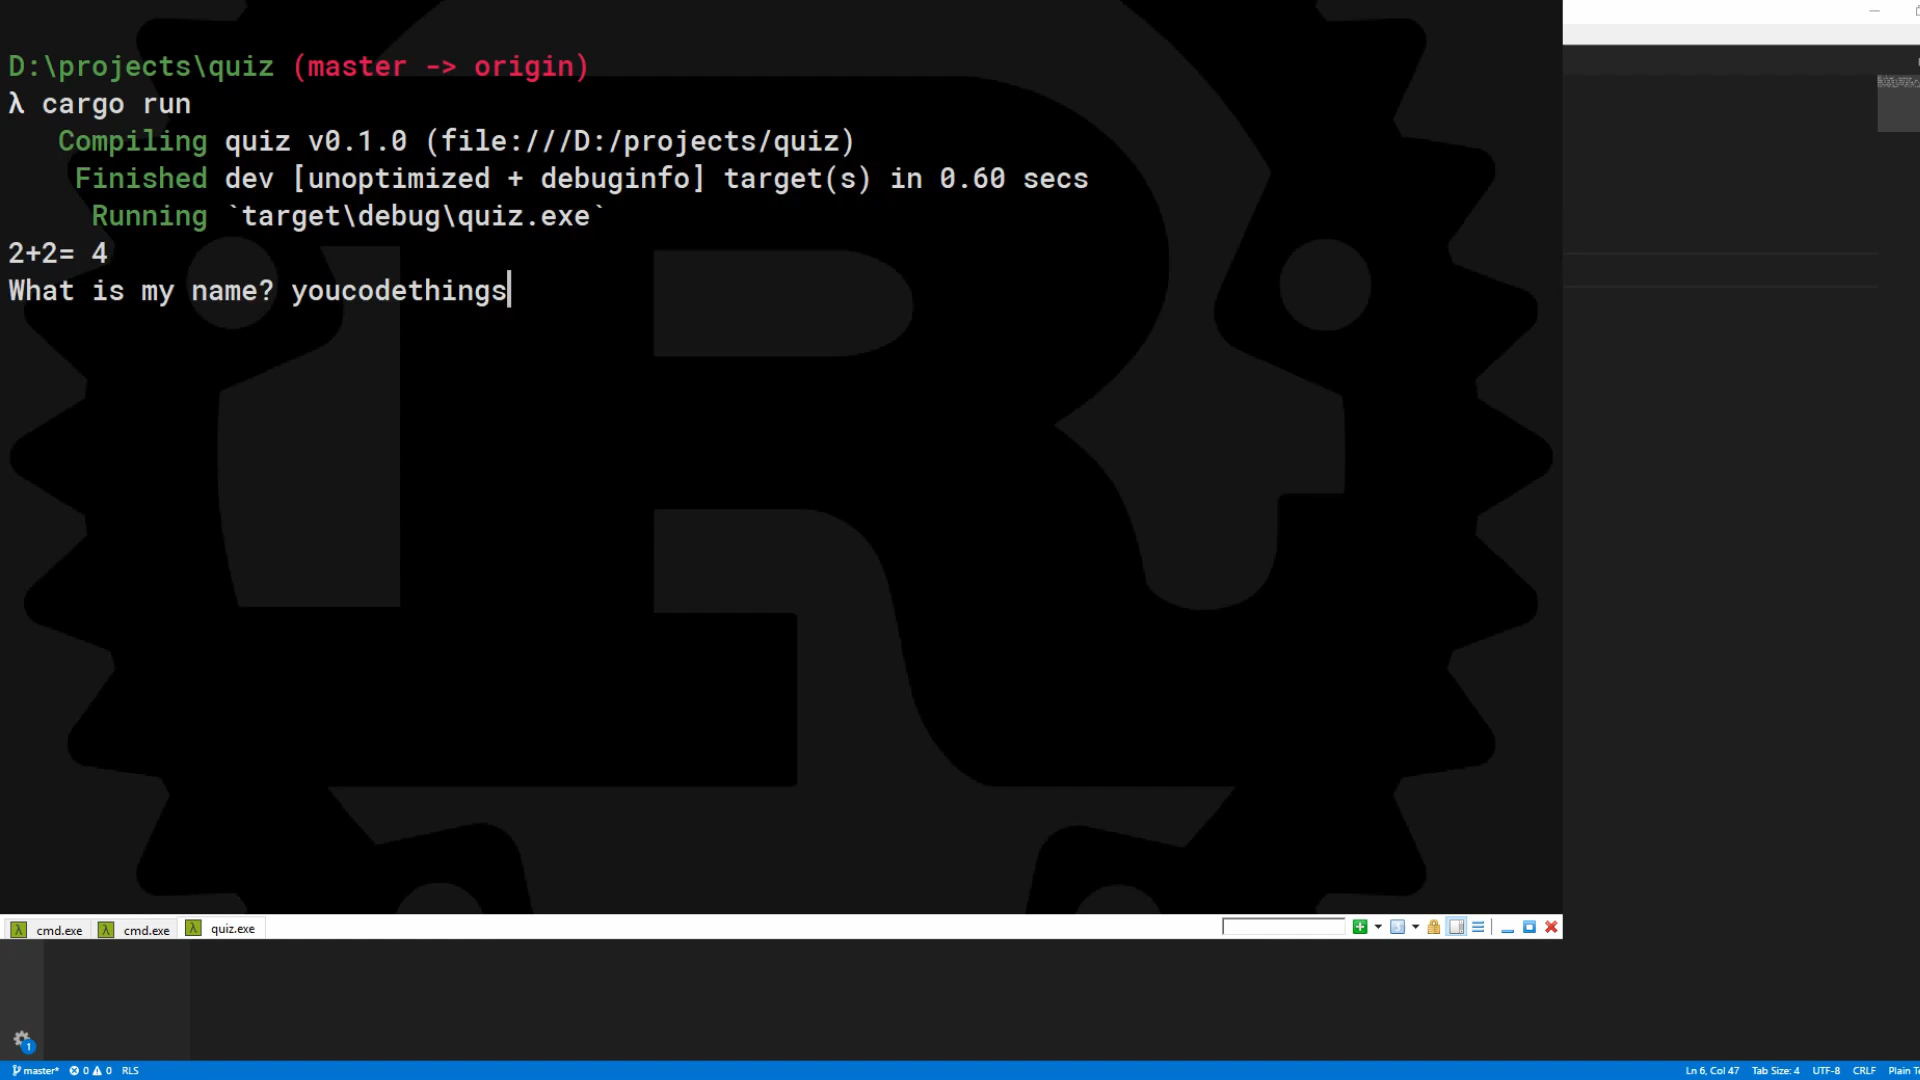 D:\projects\quiz (master -> origin)
λ cargo run
Compiling quiz v0.1.0 (file:///D:/projects/quiz)
Finished dev [unoptimized + debuginfo] target(s) in 0.60 secs
Running `target\debug\quiz.exe`
2+2= 4
What is my name? youcodethings
λ cmd.exe λ cmd.exe λ quiz.exe
1
master* 0 0 RLS Ln 6, Col 47 Tab Size: 4 UTF-8 CRLF Plain